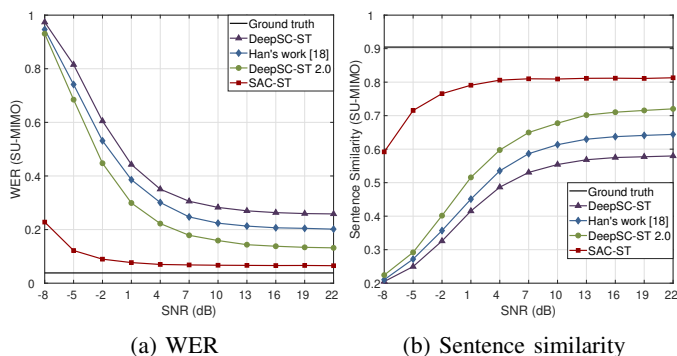 WER (SU-MIMO)
1
0.8
0.6
0.4
0.2
0
-8 -5 -2 1 4 7 10 13 16 19 22
SNR (dB)
Ground truth
DeepSC-ST
Han's work [18]
DeepSC-ST 2.0
SAC-ST
(a) WER
Sentence Similarity (SU-MIMO)
1
0.9
0.8
0.7
0.6
0.5
0.4
0.3
0.2
-8 -5 -2 1 4 7 10 13 16 19 22
SNR (dB)
Ground truth
DeepSC-ST
Han's work [18]
DeepSC-ST 2.0
SAC-ST
(b) Sentence similarity